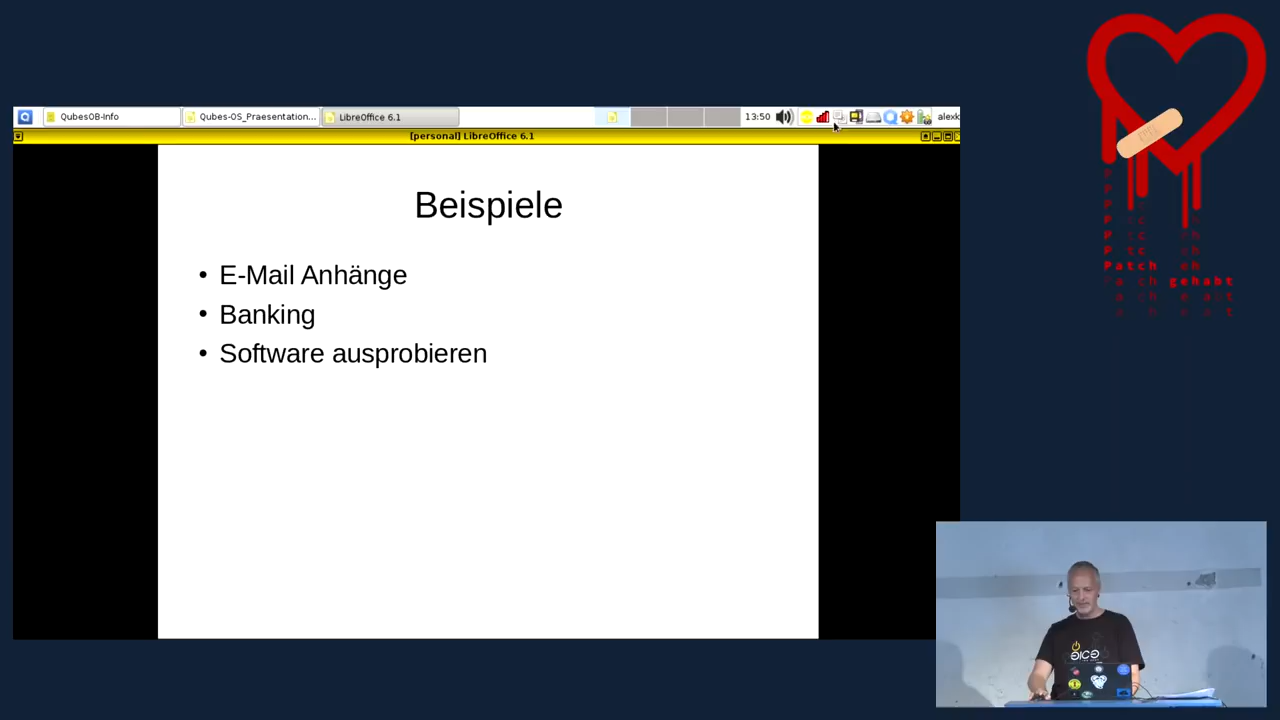 QubesOB-Info
Qubes-OS_Praesentation...
LibreOffice 6.1
13:50
alexk
[personal] LibreOffice 6.1
Beispiele
• E-Mail Anhänge
• Banking
• Software ausprobieren
Patch
gehabt